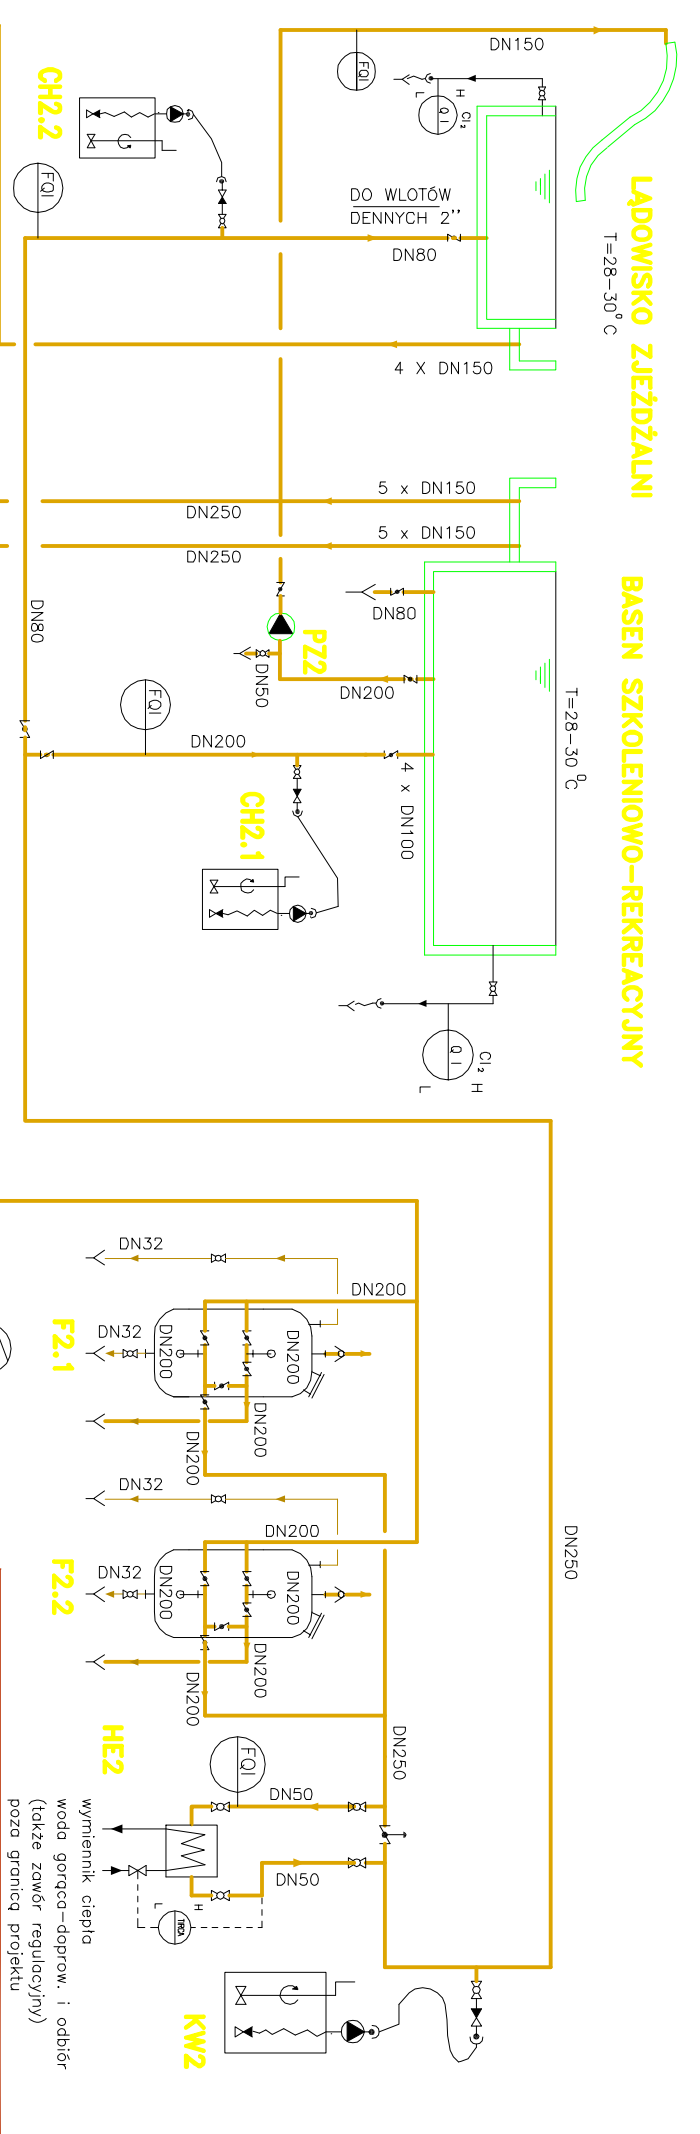 LĄDOWISKO ZJEŻDŻALNI
T=28-30⁰ C
DN150
FQI
H
L
Q I
Cl₂
CH2.2
FQI
DO WLOTÓW
DENNYCH 2''
DN80
4 X DN150
5 x DN150
DN250
5 x DN150
DN250
BASEN SZKOLENIOWO-REKREACYJNY
T=28-30 ⁰C
DN80
DN80
PZ2
DN50
DN200
FQI
DN200
4 x DN100
CH2.1
Q I
Cl₂
H
L
DN250
DN32
DN200
F2.1
DN32
DN200
DN200
DN200
DN200
DN32
DN200
F2.2
DN32
DN200
DN200
DN200
DN200
DN250
HE2
FQI
DN50
DN50
H
L
TIRCA
wymiennik ciepła
woda gorąca-doprow. i odbiór
(także zawór regulacyjny)
poza granicą projektu
KW2